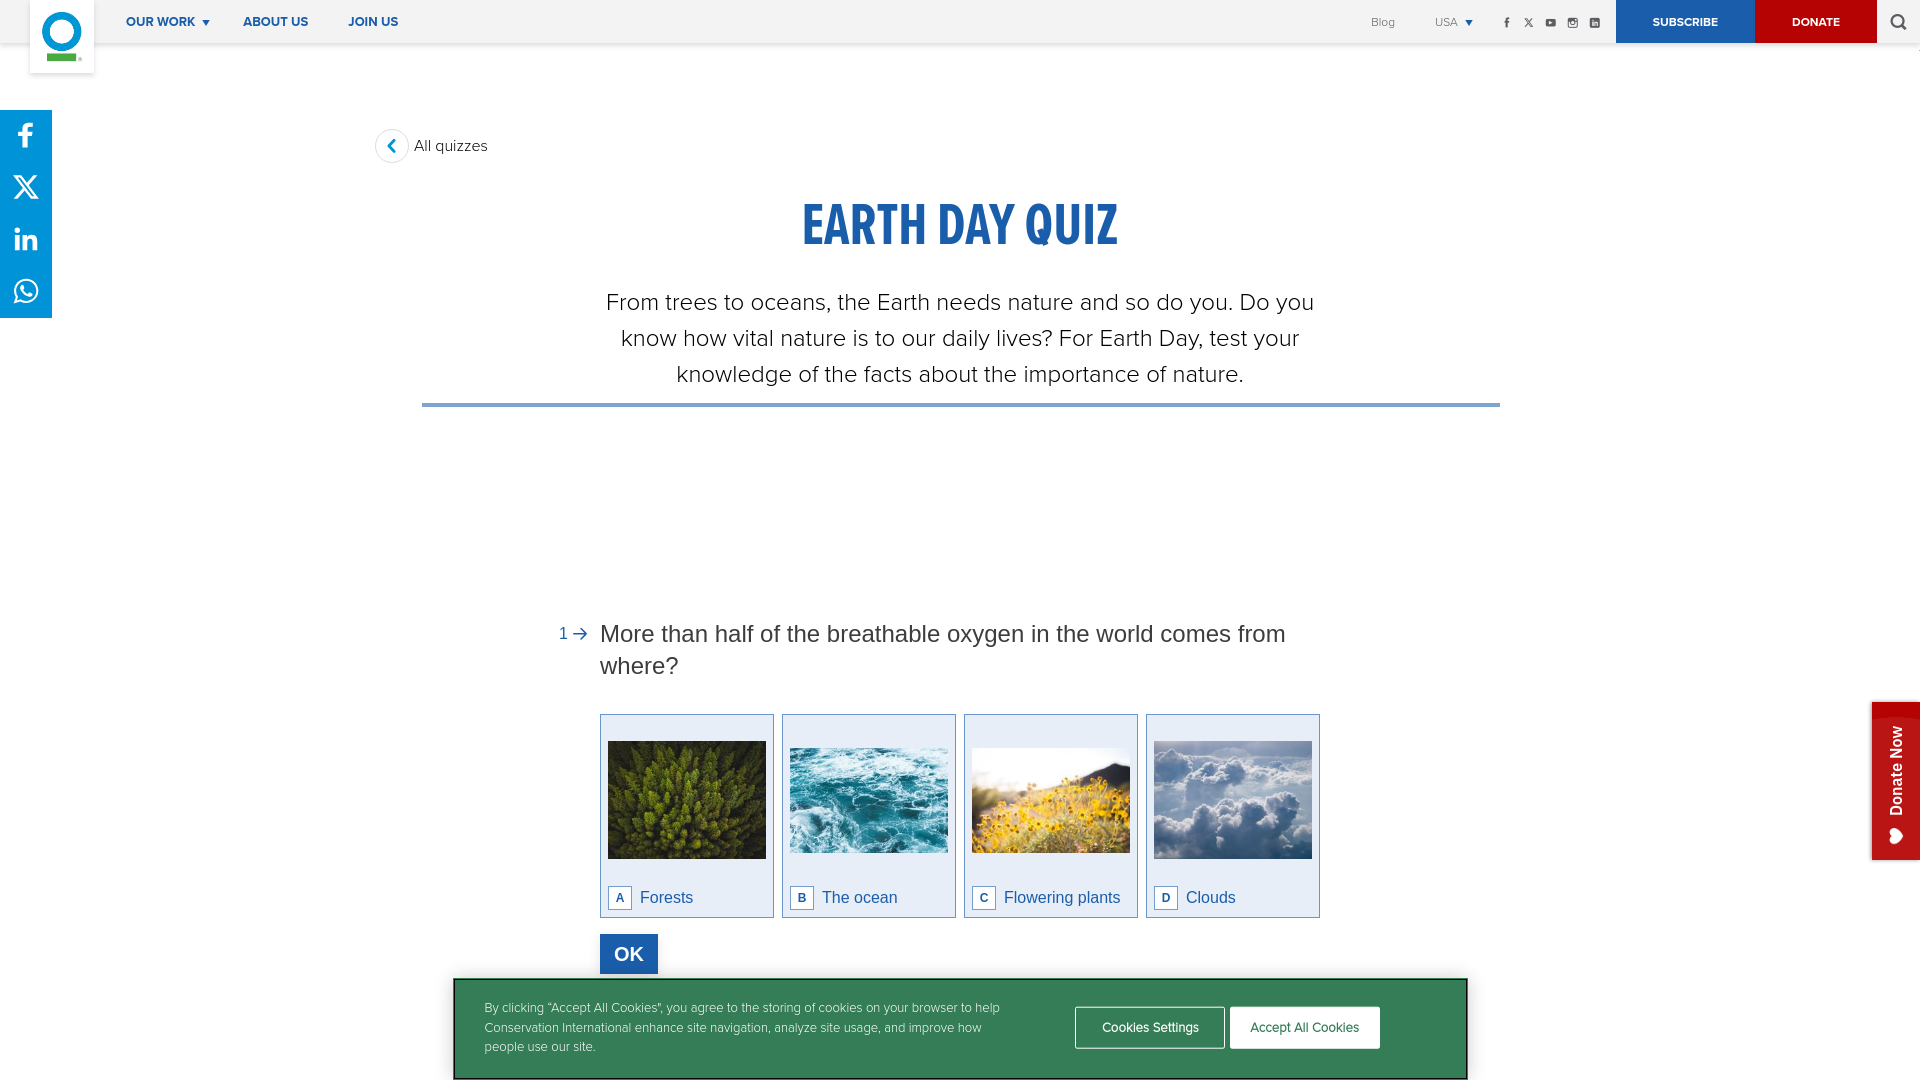 OUR WORK
ABOUT US
JOIN US
Blog
USA
SUBSCRIBE
DONATE
All quizzes
EARTH DAY QUIZ
From trees to oceans, the Earth needs nature and so do you. Do you
know how vital nature is to our daily lives? For Earth Day, test your
knowledge of the facts about the importance of nature.
1 More than half of the breathable oxygen in the world comes from
where?
A Forests
B The ocean
C Flowering plants
D Clouds
OK
Donate Now
By clicking “Accept All Cookies”, you agree to the storing of cookies on your browser to help
Conservation International enhance site navigation, analyze site usage, and improve how
people use our site.
Cookies Settings
Accept All Cookies